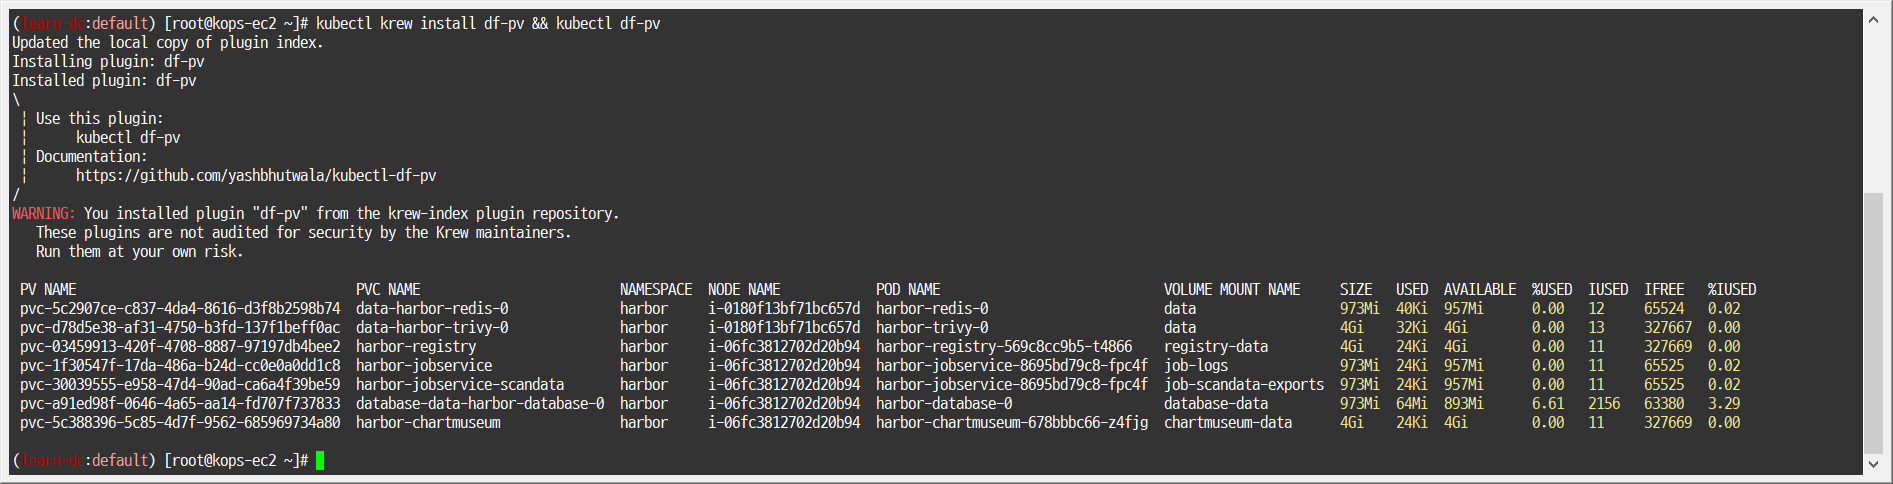 (learn-dc:default) [root@kops-ec2 ~]# kubectl krew install df-pv && kubectl df-pv
Updated the local copy of plugin index.
Installing plugin: df-pv
Installed plugin: df-pv
\
 | Use this plugin:
 |      kubectl df-pv
 | Documentation:
 |      https://github.com/yashbhutwala/kubectl-df-pv
/
WARNING: You installed plugin "df-pv" from the krew-index plugin repository.
   These plugins are not audited for security by the Krew maintainers.
   Run them at your own risk.
 PV NAME                                   PVC NAME                         NAMESPACE  NODE NAME            POD NAME                            VOLUME MOUNT NAME     SIZE   USED  AVAILABLE  %USED  IUSED  IFREE   %IUSED
 pvc-5c2907ce-c837-4da4-8616-d3f8b2598b74  data-harbor-redis-0              harbor     i-0180f13bf71bc657d  harbor-redis-0                      data                  973Mi  40Ki  957Mi      0.00   12     65524   0.02
 pvc-d78d5e38-af31-4750-b3fd-137f1beff0ac  data-harbor-trivy-0              harbor     i-0180f13bf71bc657d  harbor-trivy-0                      data                  4Gi    32Ki  4Gi        0.00   13     327667  0.00
 pvc-03459913-420f-4708-8887-97197db4bee2  harbor-registry                  harbor     i-06fc3812702d20b94  harbor-registry-569c8cc9b5-t4866    registry-data         4Gi    24Ki  4Gi        0.00   11     327669  0.00
 pvc-1f30547f-17da-486a-b24d-cc0e0a0dd1c8  harbor-jobservice                harbor     i-06fc3812702d20b94  harbor-jobservice-8695bd79c8-fpc4f  job-logs              973Mi  24Ki  957Mi      0.00   11     65525   0.02
 pvc-30039555-e958-47d4-90ad-ca6a4f39be59  harbor-jobservice-scandata       harbor     i-06fc3812702d20b94  harbor-jobservice-8695bd79c8-fpc4f  job-scandata-exports  973Mi  24Ki  957Mi      0.00   11     65525   0.02
 pvc-a91ed98f-0646-4a65-aa14-fd707f737833  database-data-harbor-database-0  harbor     i-06fc3812702d20b94  harbor-database-0                   database-data         973Mi  64Mi  893Mi      6.61   2156   63380   3.29
 pvc-5c388396-5c85-4d7f-9562-685969734a80  harbor-chartmuseum               harbor     i-06fc3812702d20b94  harbor-chartmuseum-678bbbc66-z4fjg  chartmuseum-data      4Gi    24Ki  4Gi        0.00   11     327669  0.00
(learn-dc:default) [root@kops-ec2 ~]#